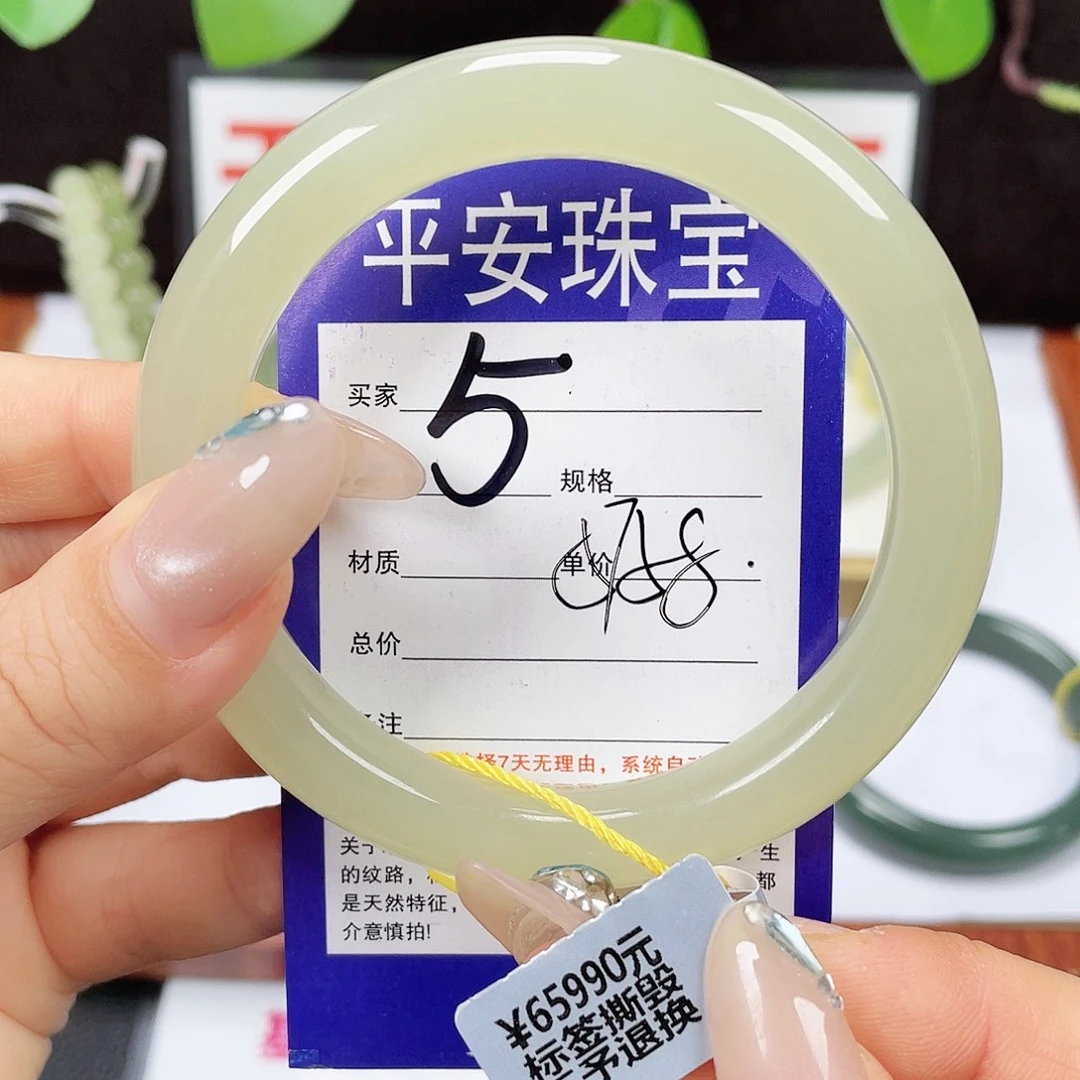 平安珠宝
买家
5
规格
材质
单价
总价
注
择7天无理由，系统自
关于
生
的纹路，
都
是天然特征，
介意慎拍!
¥65990元
标签撕毁
予退换